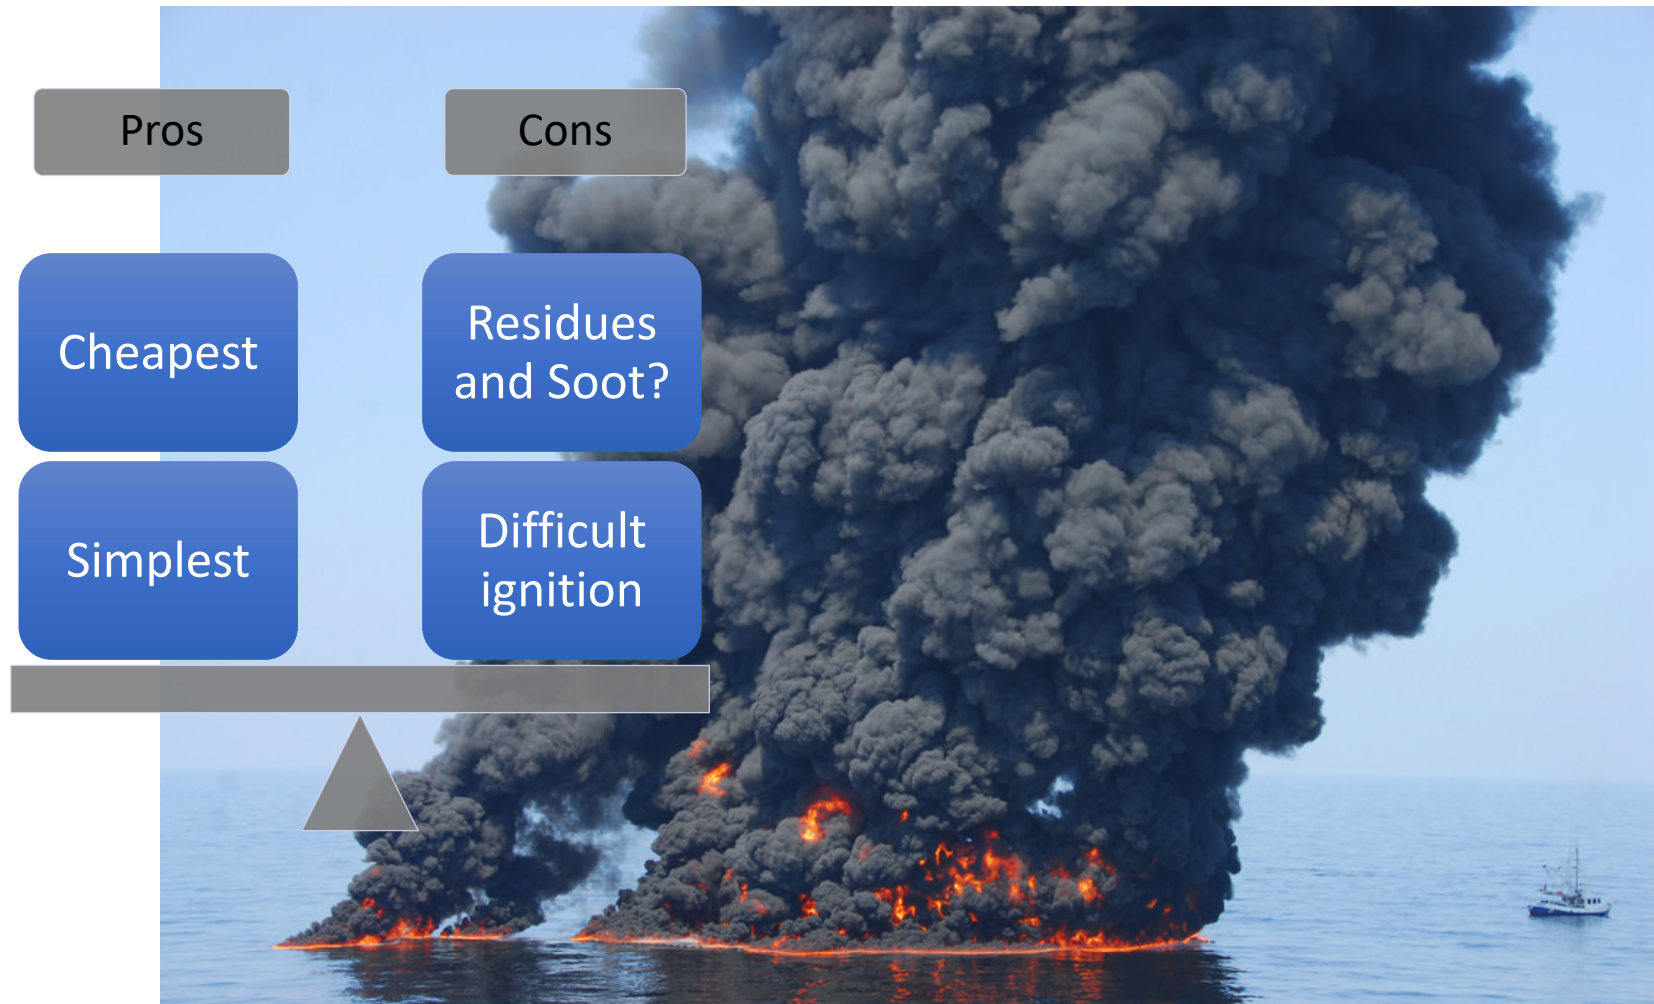 Pros
Cons
Cheapest
Residues
and Soot?
Simplest
Difficult
ignition